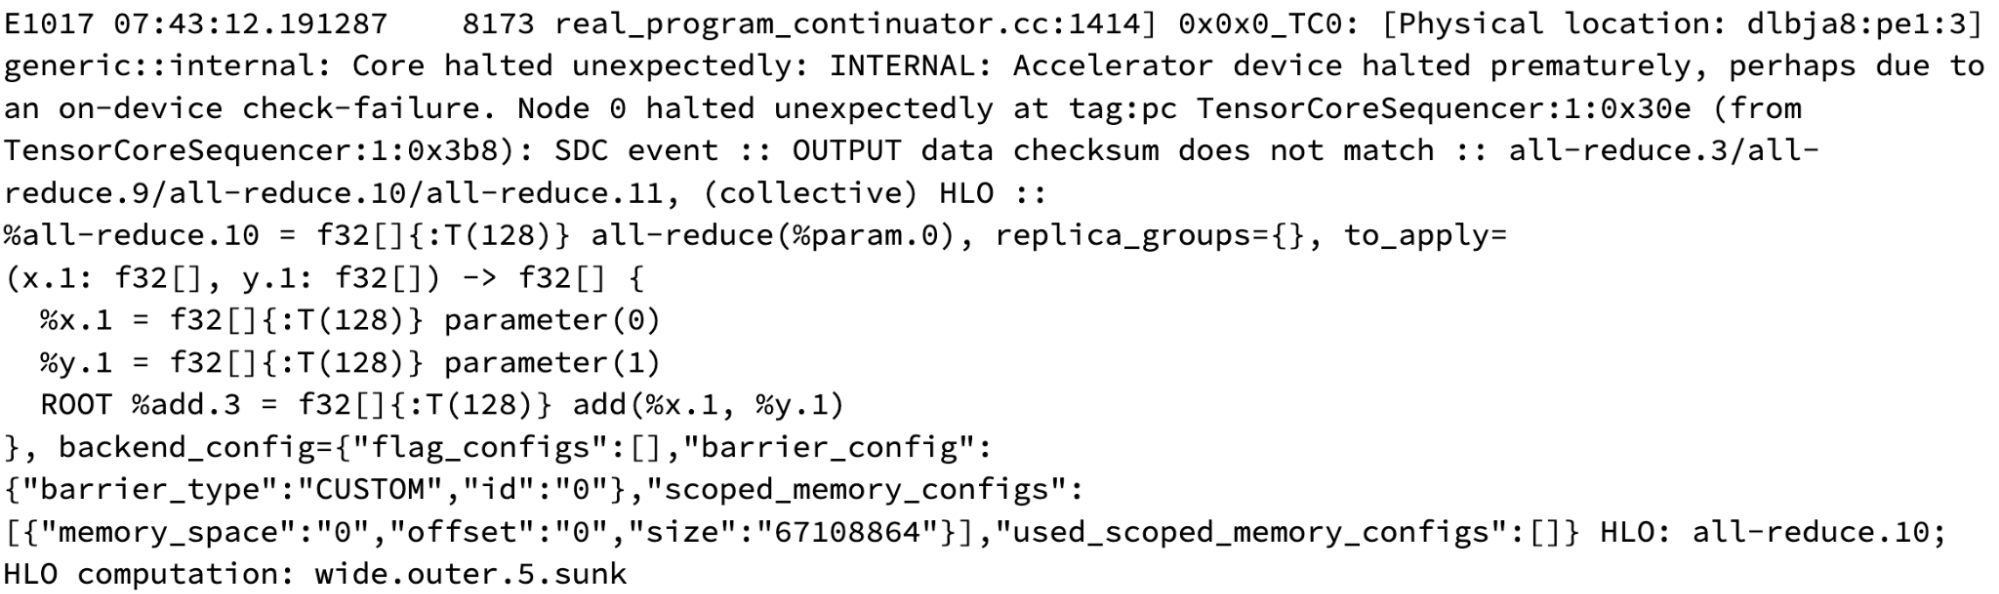 E1017 07:43:12.191287    8173 real_program_continuator.cc:1414] 0x0x0_TC0: [Physical location: dlbja8:pe1:3]
generic::internal: Core halted unexpectedly: INTERNAL: Accelerator device halted prematurely, perhaps due to
an on-device check-failure. Node 0 halted unexpectedly at tag:pc TensorCoreSequencer:1:0x30e (from
TensorCoreSequencer:1:0x3b8): SDC event :: OUTPUT data checksum does not match :: all-reduce.3/all-
reduce.9/all-reduce.10/all-reduce.11, (collective) HLO ::
%all-reduce.10 = f32[]{:T(128)} all-reduce(%param.0), replica_groups={}, to_apply=
(x.1: f32[], y.1: f32[]) -> f32[] {
  %x.1 = f32[]{:T(128)} parameter(0)
  %y.1 = f32[]{:T(128)} parameter(1)
  ROOT %add.3 = f32[]{:T(128)} add(%x.1, %y.1)
}, backend_config={"flag_configs":[],"barrier_config":
{"barrier_type":"CUSTOM","id":"0"},"scoped_memory_configs":
[{"memory_space":"0","offset":"0","size":"67108864"}],"used_scoped_memory_configs":[]} HLO: all-reduce.10;
HLO computation: wide.outer.5.sunk